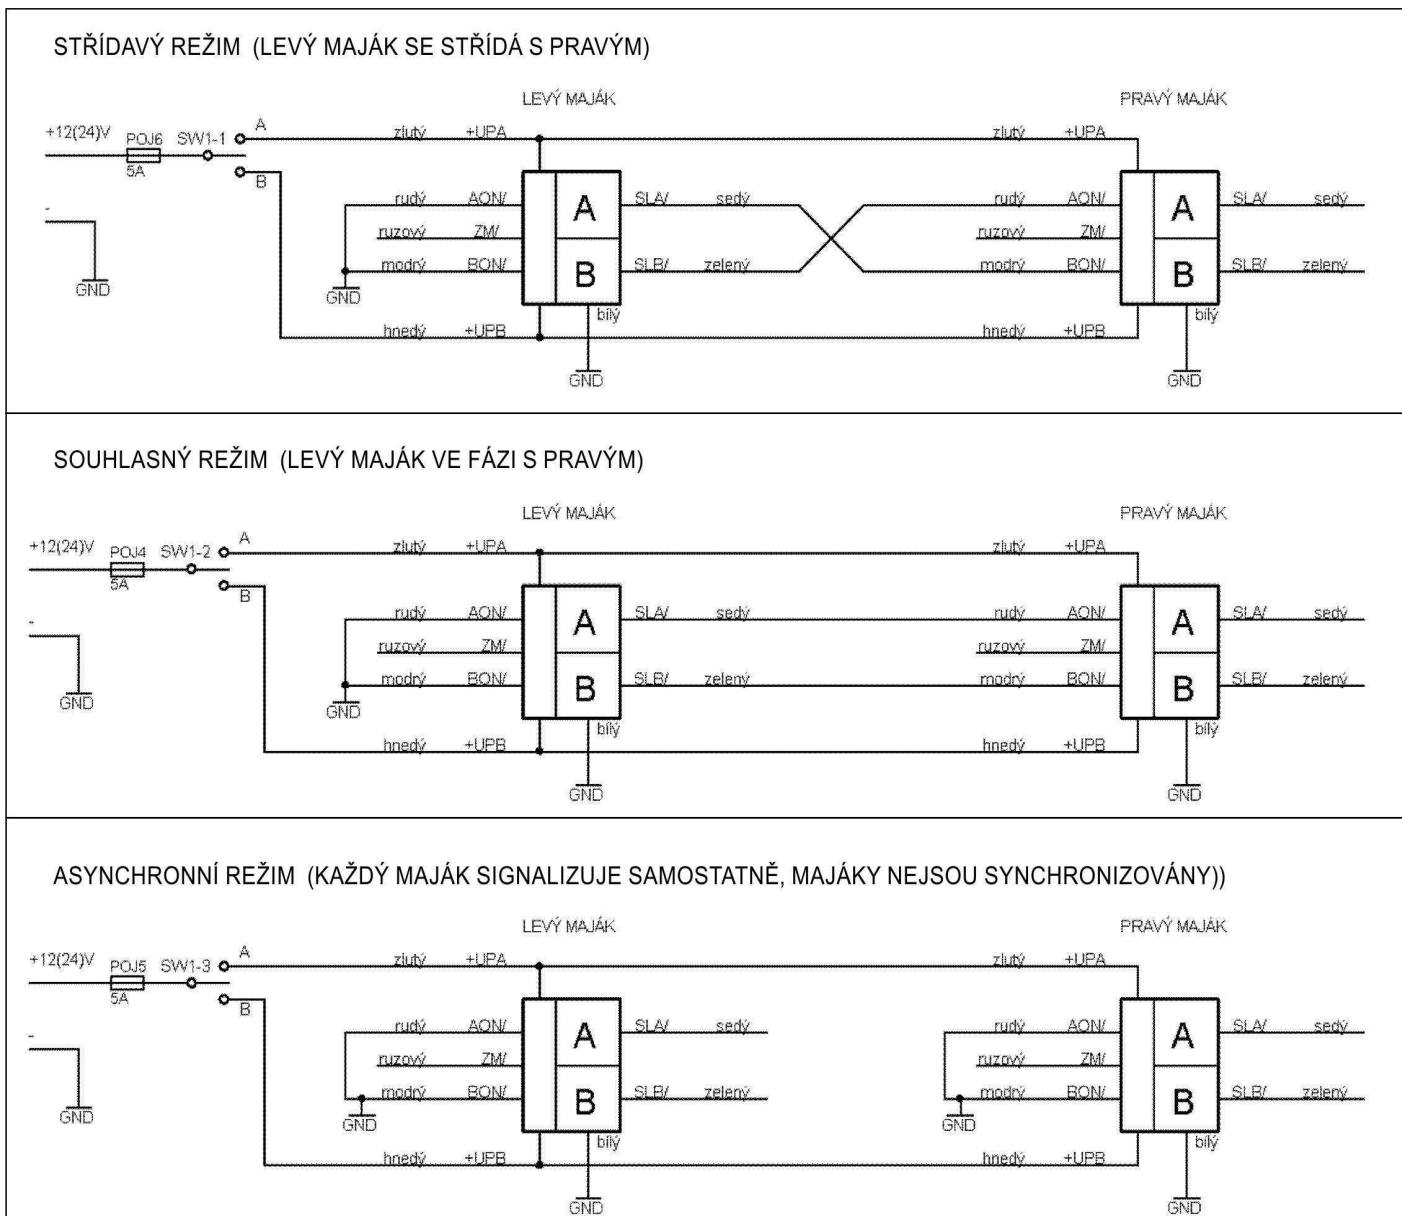 STŘÍDAVÝ REŽIM (LEVÝ MAJÁK SE STŘÍDÁ S PRAVÝM)
LEVÝ MAJÁK PRAVÝ MAJÁK
+12(24)V POJ6 SW1-1 A zlutý +UPA zlutý +UPA
5A B
rudý AON/ A SLA/ sedý rudý AON/ A SLA/ sedý
- ruzový ZM/ ruzový ZM/
modrý BON/ B SLB/ zelený modrý BON/ B SLB/ zelený
GND GND
bílý bílý
hnedý +UPB hnedý +UPB
GND GND
SOUHLASNÝ REŽIM (LEVÝ MAJÁK VE FÁZI S PRAVÝM)
LEVÝ MAJÁK PRAVÝ MAJÁK
+12(24)V POJ4 SW1-2 A zlutý +UPA zlutý +UPA
5A B
rudý AON/ A SLA/ sedý rudý AON/ A SLA/ sedý
- ruzový ZM/ ruzový ZM/
modrý BON/ B SLB/ zelený modrý BON/ B SLB/ zelený
GND GND
bílý bílý
hnedý +UPB hnedý +UPB
GND GND
ASYNCHRONNÍ REŽIM (KAŽDÝ MAJÁK SIGNALIZUJE SAMOSTATNĚ, MAJÁKY NEJSOU SYNCHRONIZOVÁNY))
LEVÝ MAJÁK PRAVÝ MAJÁK
+12(24)V POJ5 SW1-3 A zlutý +UPA zlutý +UPA
5A B
rudý AON/ A SLA/ sedý rudý AON/ A SLA/ sedý
- ruzový ZM/ ruzový ZM/
modrý BON/ B SLB/ zelený modrý BON/ B SLB/ zelený
GND GND GND
bílý bílý
hnedý +UPB hnedý +UPB
GND GND